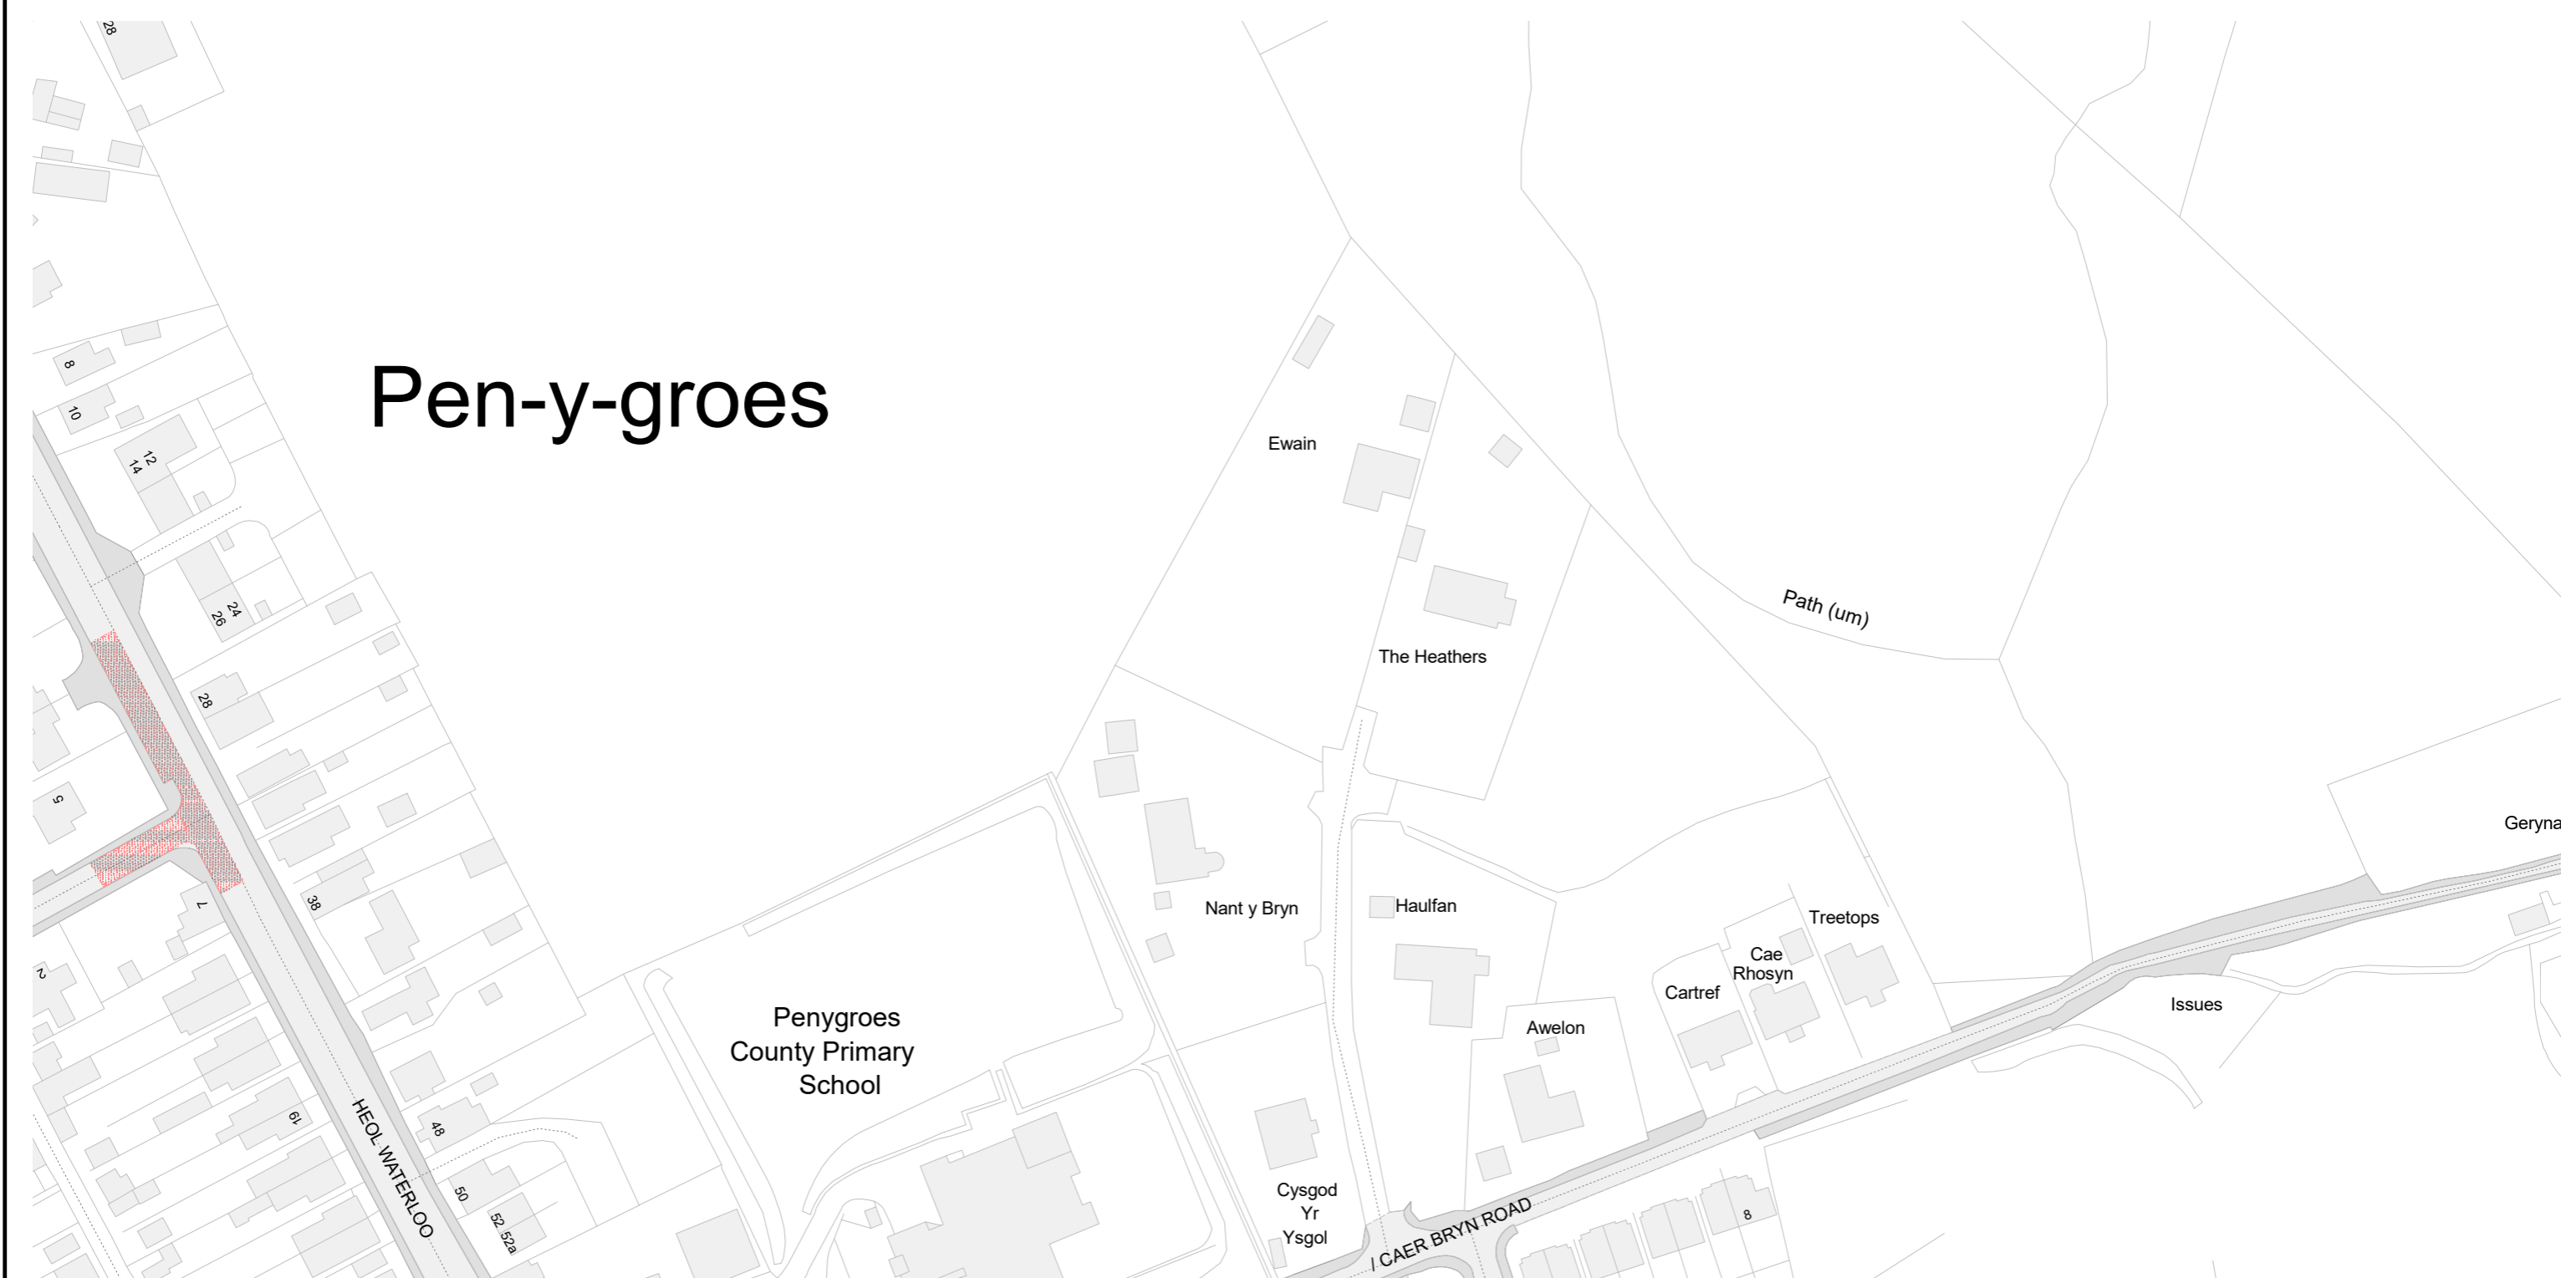 28
8
10
12
14
24
26
28
5
7
2
38
19
48
50
52
52a
HEOL WATERLOO
Pen-y-groes
Penygroes
County Primary
School
Ewain
The Heathers
Path (um)
Nant y Bryn
Haulfan
Awelon
Cartref
Cae
Rhosyn
Treetops
Geryna
Issues
Cysgod
Yr
Ysgol
/ CAER BRYN ROAD
8